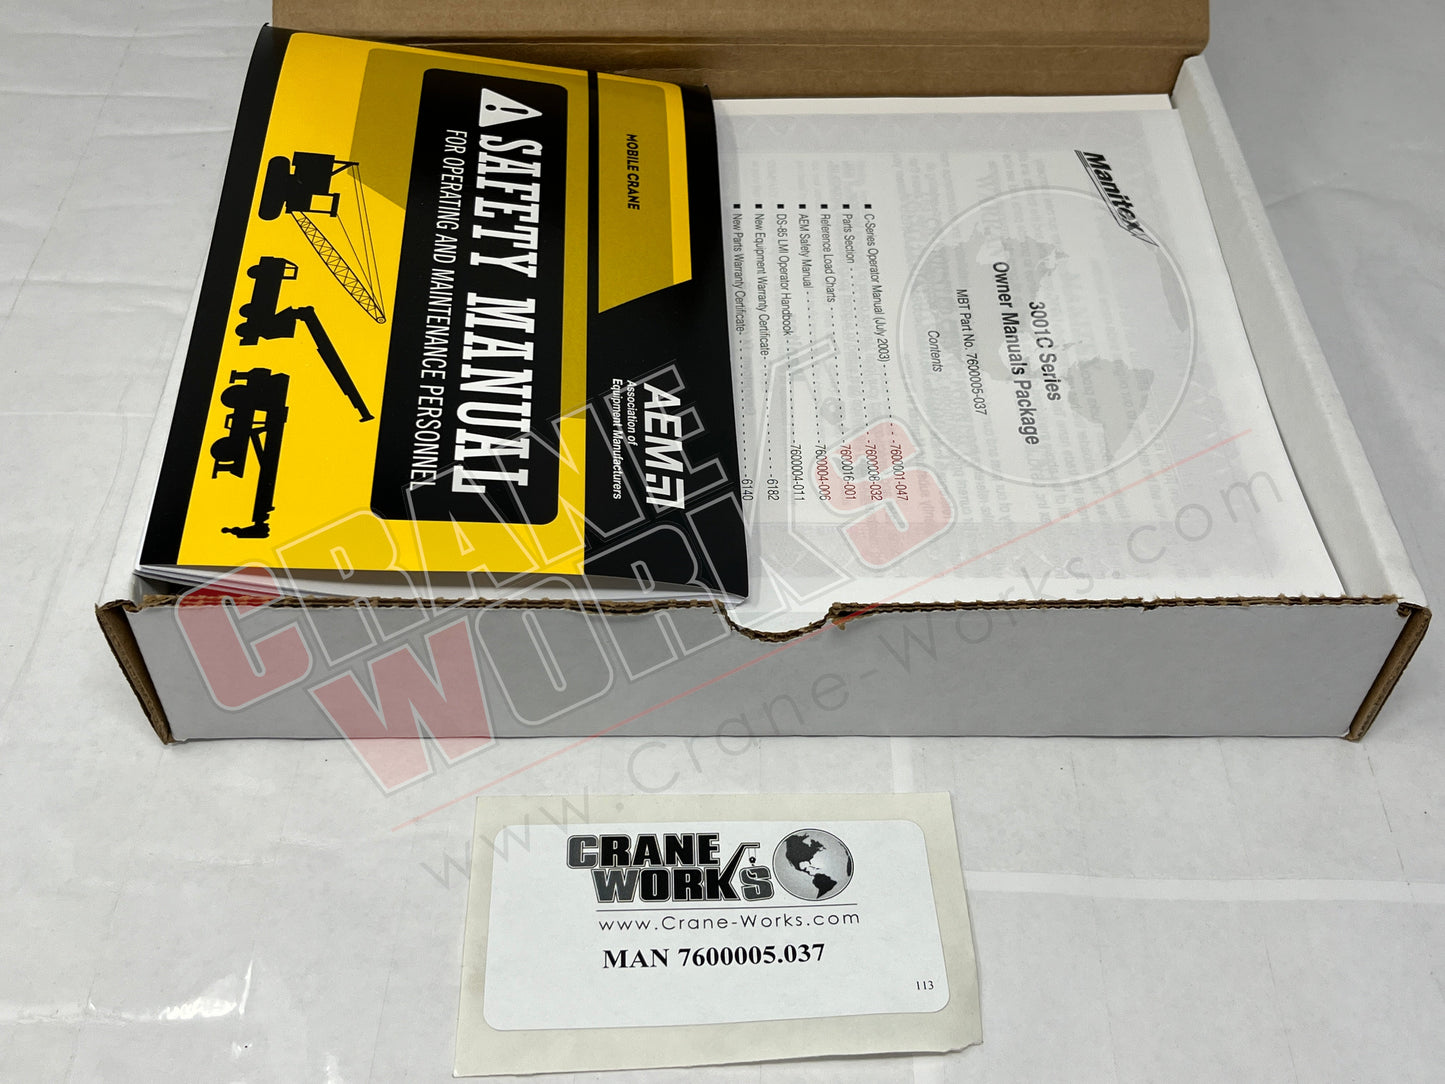 MOBILE CRANE
SAFETY MANUAL
FOR OPERATING AND MAINTENANCE PERSONNEL
AEM
Association of
Equipment Manufacturers
Manitex
3001C Series
Owner Manuals Package
MBT Part No. 7600005-037
Contents
■ C-Series Operator Manual (July 2003) - - - - - - - - -7600001-047
■ Parts Section - - - - - - - - - - - - - - - - - - - - -7600008-032
■ Reference Load Charts - - - - - - - - - - - - - - - -7600016-001
■ AEM Safety Manual - - - - - - - - - - - - - - - - - -7600004-006
■ DS-85 LMI Operator Handbook - - - - - - - - - - - -7600004-011
■ New Equipment Warranty Certificate- - - - - - - - - - - -6182
■ New Parts Warranty Certificate- - - - - - - - - - - - - -6140
CRANE
WORKS
www.Crane-Works.com
CRANE
WORKS
www.Crane-Works.com
MAN 7600005.037
113